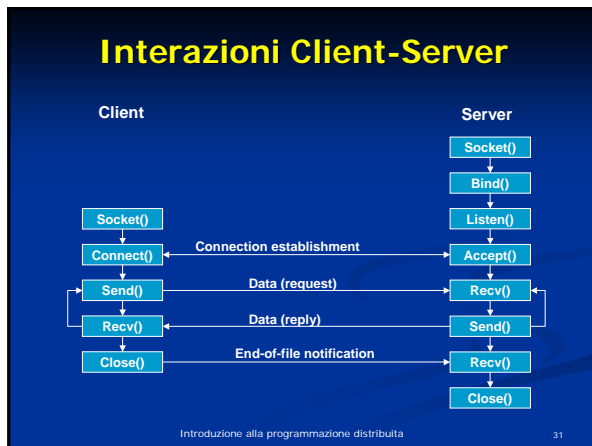 Interazioni Client-Server
Client
Server
Socket()
Bind()
Socket()
Listen()
Connect()
Connection establishment
Accept()
Send()
Data (request)
Recv()
Recv()
Data (reply)
Send()
Close()
End-of-file notification
Recv()
Close()
Introduzione alla programmazione distribuita
31